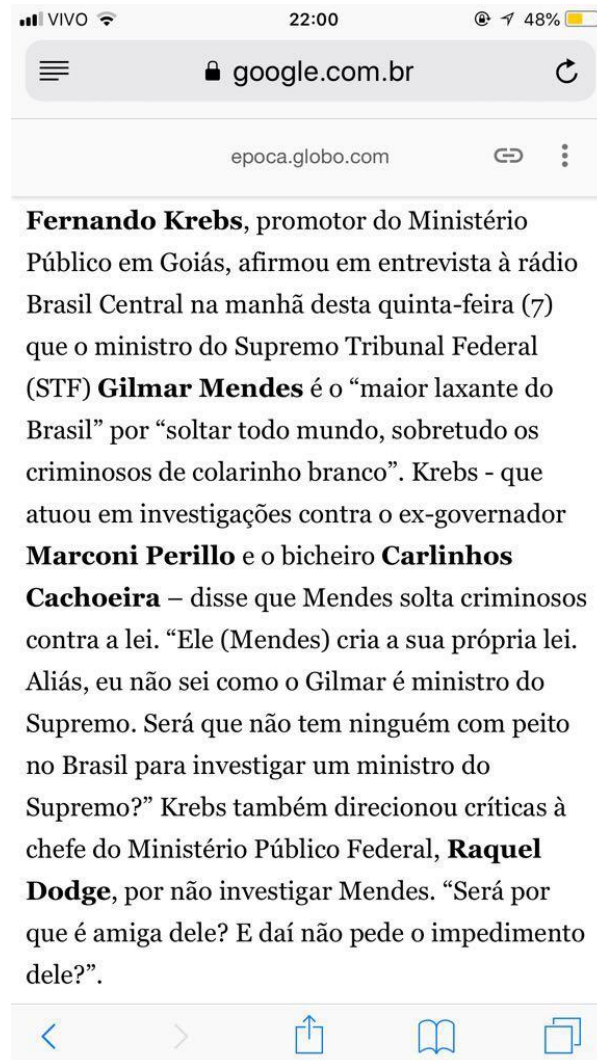 VIVO 22:00 48%
google.com.br
epoca.globo.com
Fernando Krebs, promotor do Ministério
Público em Goiás, afirmou em entrevista à rádio
Brasil Central na manhã desta quinta-feira (7)
que o ministro do Supremo Tribunal Federal
(STF) Gilmar Mendes é o “maior laxante do
Brasil” por “soltar todo mundo, sobretudo os
criminosos de colarinho branco”. Krebs - que
atuou em investigações contra o ex-governador
Marconi Perillo e o bicheiro Carlinhos
Cachoeira – disse que Mendes solta criminosos
contra a lei. “Ele (Mendes) cria a sua própria lei.
Aliás, eu não sei como o Gilmar é ministro do
Supremo. Será que não tem ninguém com peito
no Brasil para investigar um ministro do
Supremo?” Krebs também direcionou críticas à
chefe do Ministério Público Federal, Raquel
Dodge, por não investigar Mendes. “Será por
que é amiga dele? E daí não pede o impedimento
dele?”.